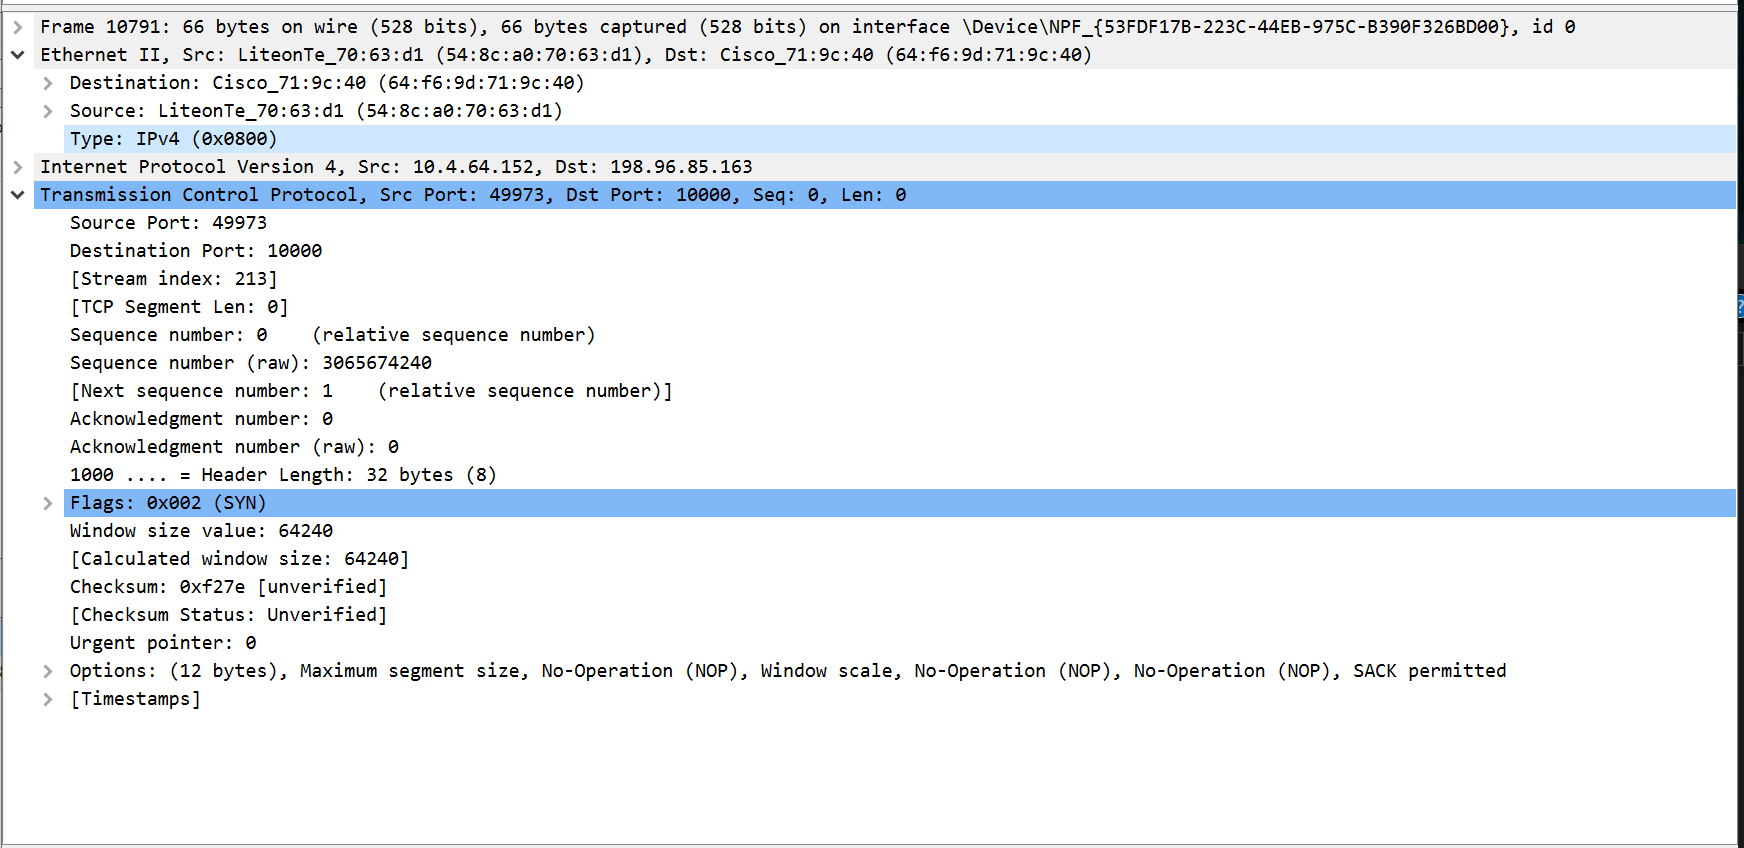 Frame 10791: 66 bytes on wire (528 bits), 66 bytes captured (528 bits) on interface \Device\NPF_{53FDF17B-223C-44EB-975C-B390F326BD00}, id 0
Ethernet II, Src: LiteonTe_70:63:d1 (54:8c:a0:70:63:d1), Dst: Cisco_71:9c:40 (64:f6:9d:71:9c:40)
Destination: Cisco_71:9c:40 (64:f6:9d:71:9c:40)
Source: LiteonTe_70:63:d1 (54:8c:a0:70:63:d1)
Type: IPv4 (0x0800)
Internet Protocol Version 4, Src: 10.4.64.152, Dst: 198.96.85.163
Transmission Control Protocol, Src Port: 49973, Dst Port: 10000, Seq: 0, Len: 0
Source Port: 49973
Destination Port: 10000
[Stream index: 213]
[TCP Segment Len: 0]
Sequence number: 0    (relative sequence number)
Sequence number (raw): 3065674240
[Next sequence number: 1    (relative sequence number)]
Acknowledgment number: 0
Acknowledgment number (raw): 0
1000 .... = Header Length: 32 bytes (8)
Flags: 0x002 (SYN)
Window size value: 64240
[Calculated window size: 64240]
Checksum: 0xf27e [unverified]
[Checksum Status: Unverified]
Urgent pointer: 0
Options: (12 bytes), Maximum segment size, No-Operation (NOP), Window scale, No-Operation (NOP), No-Operation (NOP), SACK permitted
[Timestamps]